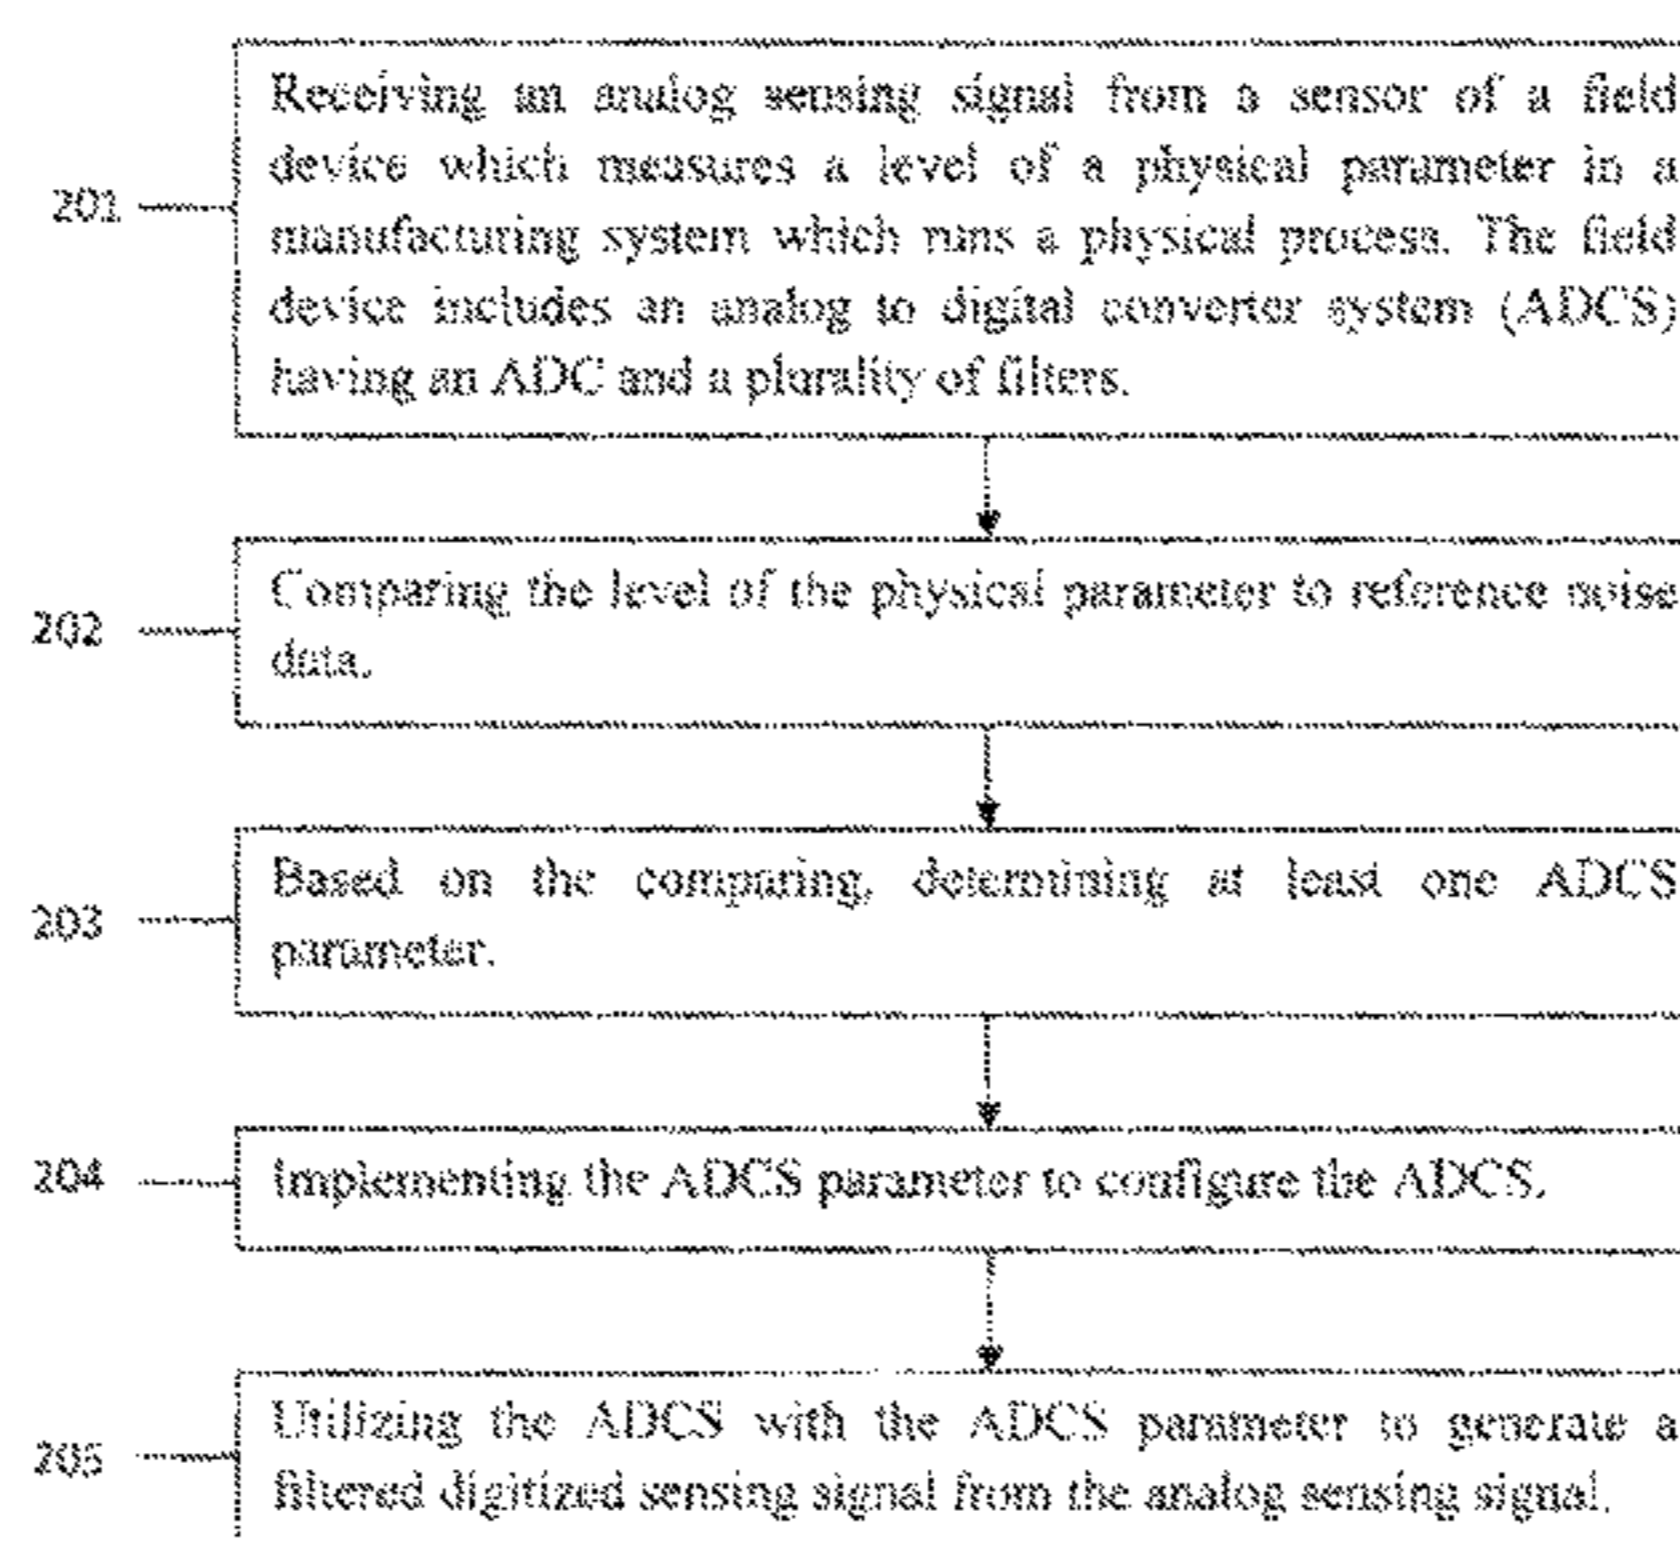 Receiving an analog sensing signal from a sensor of a field
device which measures a level of a physical parameter in a
201
manufacturing system which runs a physical process. The field
device includes an analog to digital converter system (ADCS)
having an ADC and a plurality of filters.
Comparing the level of the physical parameter to reference noise
202
data.
Based on the comparing, determining at least one ADCS
203
parameter.
204
Implementing the ADCS parameter to configure the ADCS.
Utilizing the ADCS with the ADCS parameter to generate a
205
filtered digitized sensing signal from the analog sensing signal.